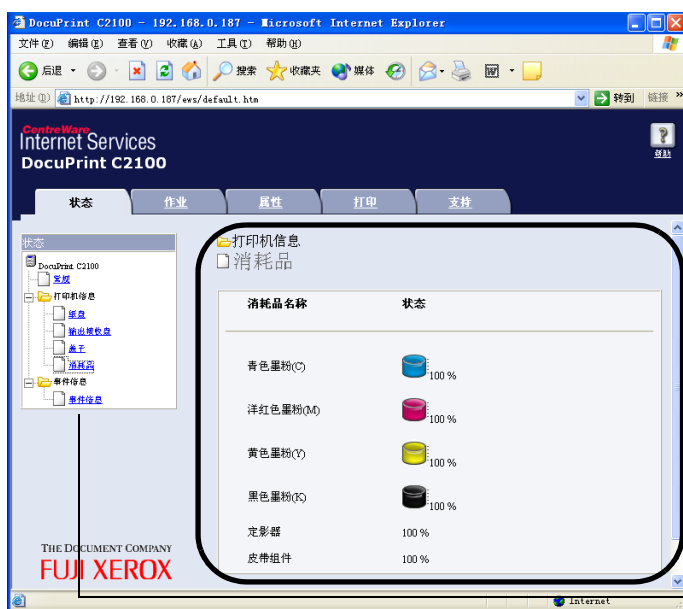 DocuPrint C2100 - 192.168.0.187 - Microsoft Internet Explorer
文件(F) 编辑(E) 查看(V) 收藏(A) 工具(T) 帮助(H)
后退 搜索 收藏夹 媒体
地址(D) http://192.168.0.187/ews/default.htm 转到 链接 »
CentreWare
Internet Services
DocuPrint C2100
帮助
状态 作业 属性 打印 支持
状态
DocuPrint C2100
常规
打印机信息
纸盘
输出接收盘
盖子
消耗品
事件信息
事件信息
打印机信息
消耗品
消耗品名称 状态
青色墨粉(C) 100 %
洋红色墨粉(M) 100 %
黄色墨粉(Y) 100 %
黑色墨粉(K) 100 %
定影器 100 %
皮带组件 100 %
THE DOCUMENT COMPANY
FUJI XEROX
Internet